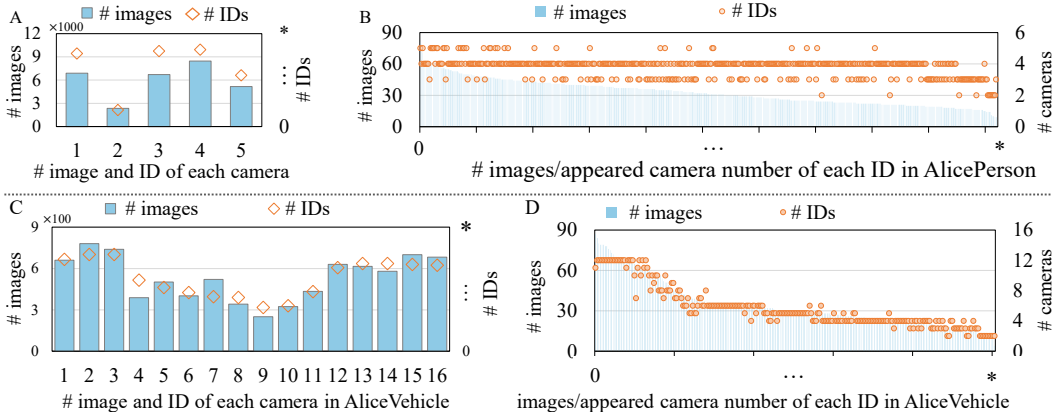 A
# images
# IDs
×1000
12
9
6
3
0
# images
*
⋮
0
# IDs
1 2 3 4 5
# image and ID of each camera
B
# images
# IDs
90
60
30
0
# images
6
4
2
0
# cameras
0
...
*
# images/appeared camera number of each ID in AlicePerson
C
# images
# IDs
×100
9
6
3
0
# images
*
⋮
0
# IDs
1 2 3 4 5 6 7 8 9 10 11 12 13 14 15 16
# image and ID of each camera in AliceVehicle
D
# images
# IDs
90
60
30
0
# images
16
12
8
4
0
# cameras
0
...
*
images/appeared camera number of each ID in AliceVehicle